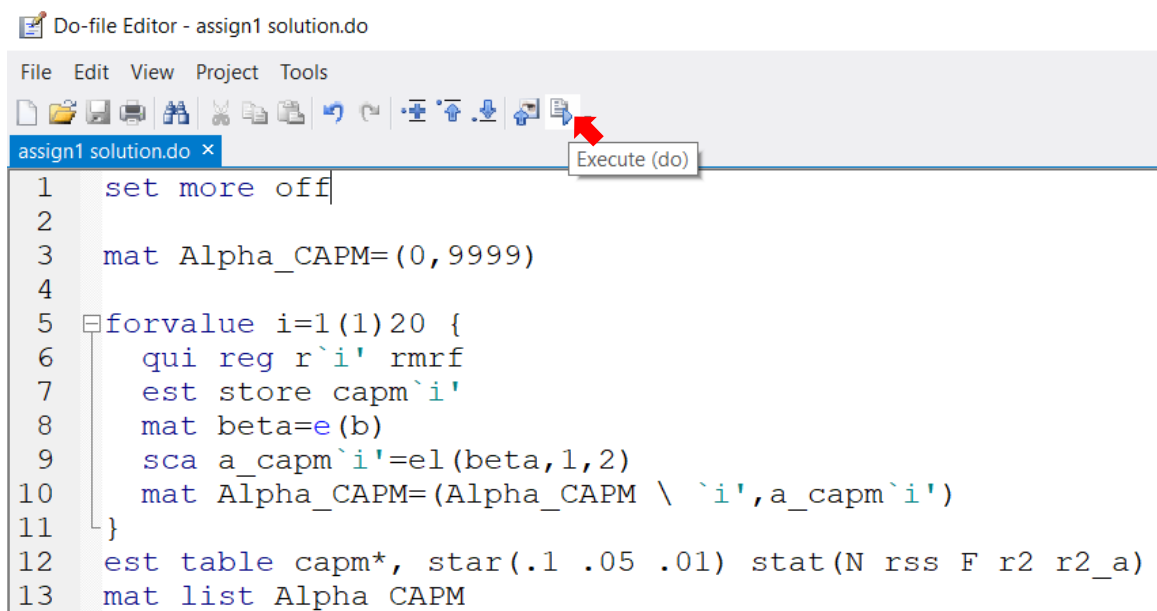 Do-file Editor - assign1 solution.do
File Edit View Project Tools
assign1 solution.do ×
Execute (do)
1 set more off
2
3 mat Alpha_CAPM=(0,9999)
4
5 forvalue i=1(1)20 {
6 qui reg r`i' rmrf
7 est store capm`i'
8 mat beta=e(b)
9 sca a_capm`i'=el(beta,1,2)
10 mat Alpha_CAPM=(Alpha_CAPM \ `i',a_capm`i')
11 }
12 est table capm*, star(.1 .05 .01) stat(N rss F r2 r2_a)
13 mat list Alpha_CAPM